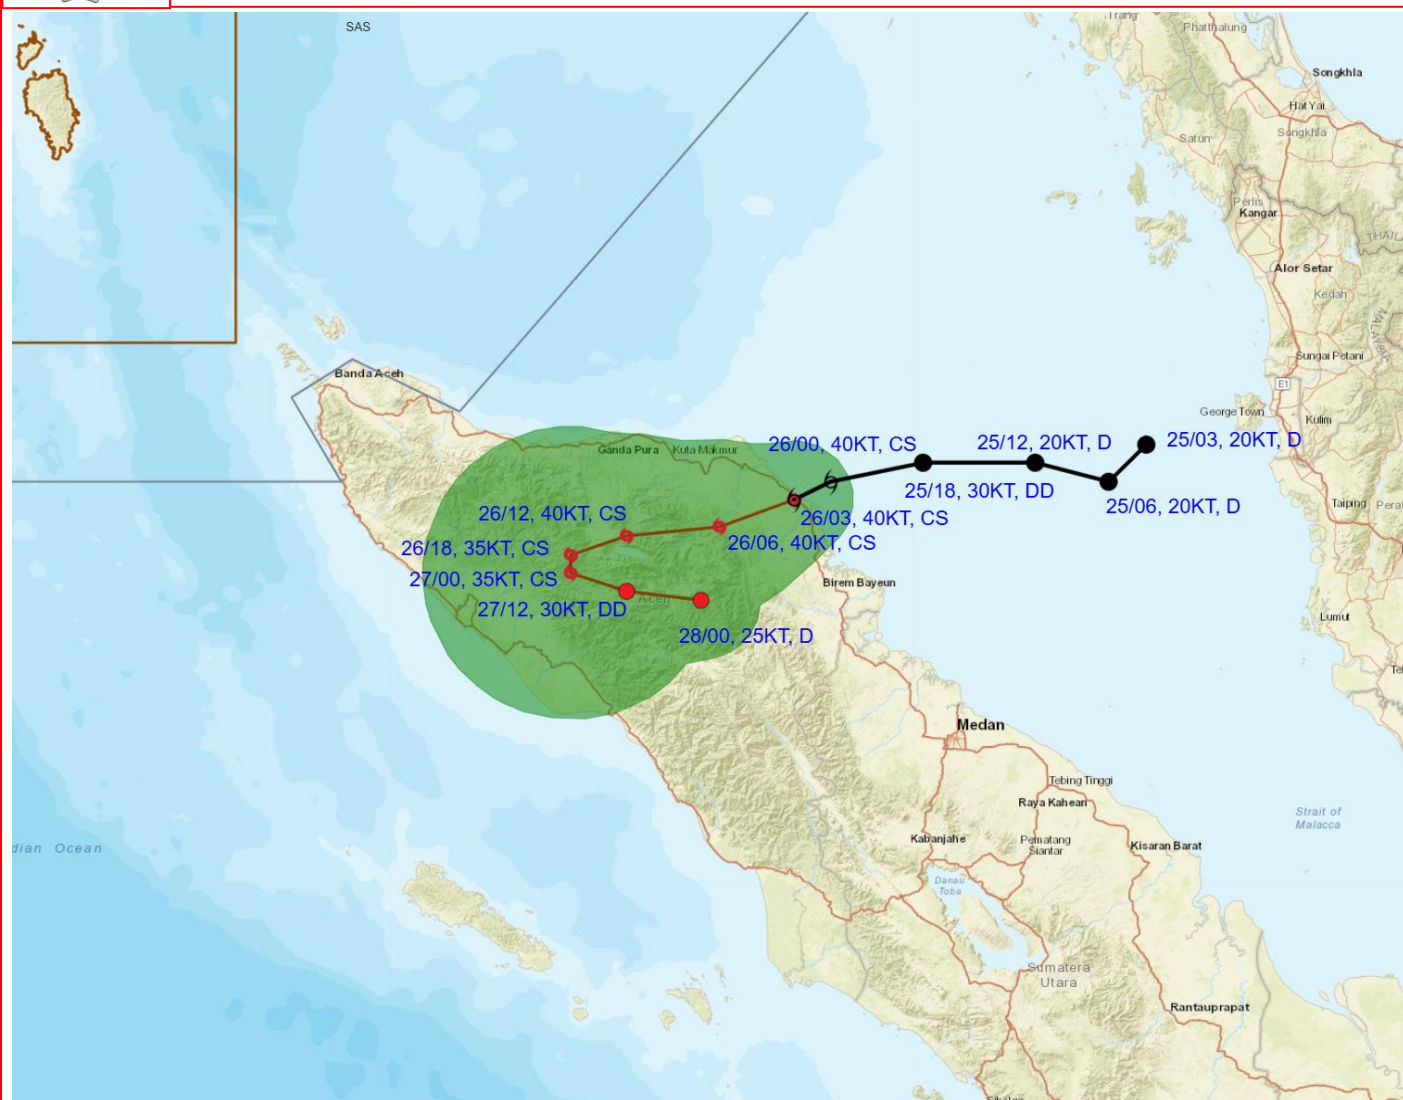 SAS
Trang
Phatthalung
Songkhla
Hat Yai
Songkhla
Satun
Perlis
Kangar
Alor Setar
Kedah
MALAYSIA
Sungai Petani
Banda Aceh
E1
George Town
Kulim
26/00, 40KT, CS
25/12, 20KT, D
25/03, 20KT, D
Ganda Pura
Kuta Makmur
25/18, 30KT, DD
25/06, 20KT, D
Taiping
26/12, 40KT, CS
26/03, 40KT, CS
26/06, 40KT, CS
26/18, 35KT, CS
27/00, 35KT, CS
Birem Bayeun
27/12, 30KT, DD
Aceh
28/00, 25KT, D
Lumut
Medan
Tebing Tinggi
Raya Kahean
Strait of
Malacca
Kabanjahe
Pematang
Siantar
Kisaran Barat
dian Ocean
Danau
Toba
Sumatera
Utara
Rantauprapat